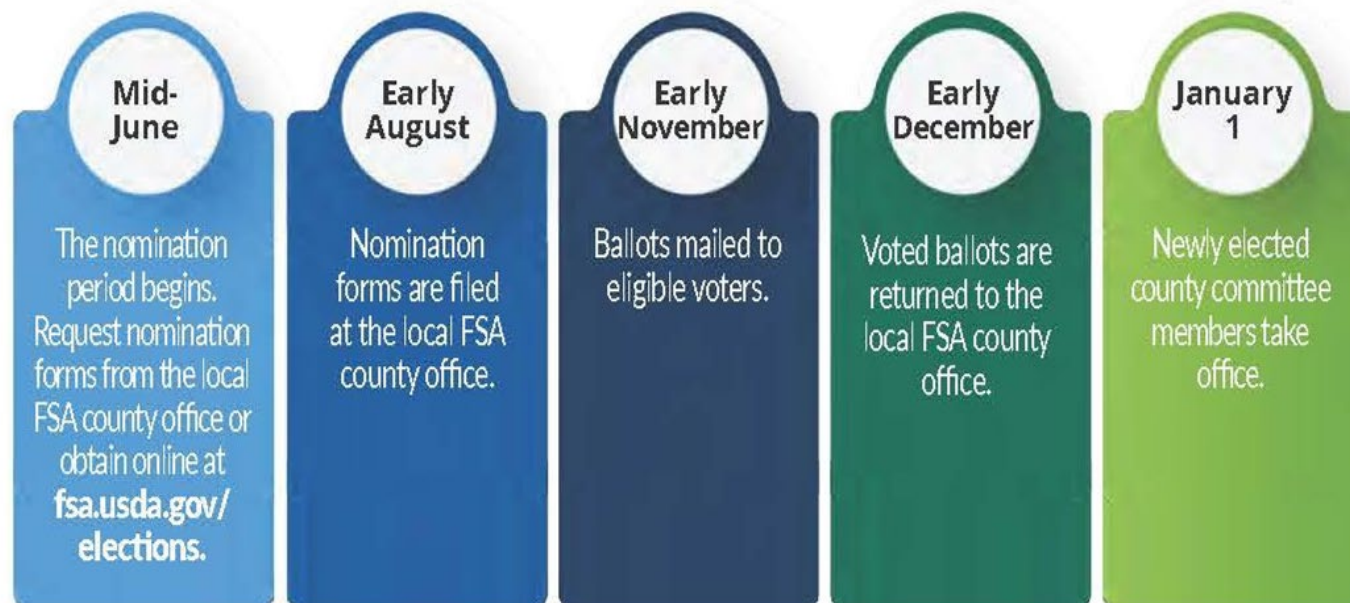 Mid-
June
The nomination
period begins.
Request nomination
forms from the local
FSA county office or
obtain online at
fsa.usda.gov/
elections.
Early
August
Nomination
forms are filed
at the local FSA
county office.
Early
November
Ballots mailed to
eligible voters.
Early
December
Voted ballots are
returned to the
local FSA county
office.
January
1
Newly elected
county committee
members take
office.